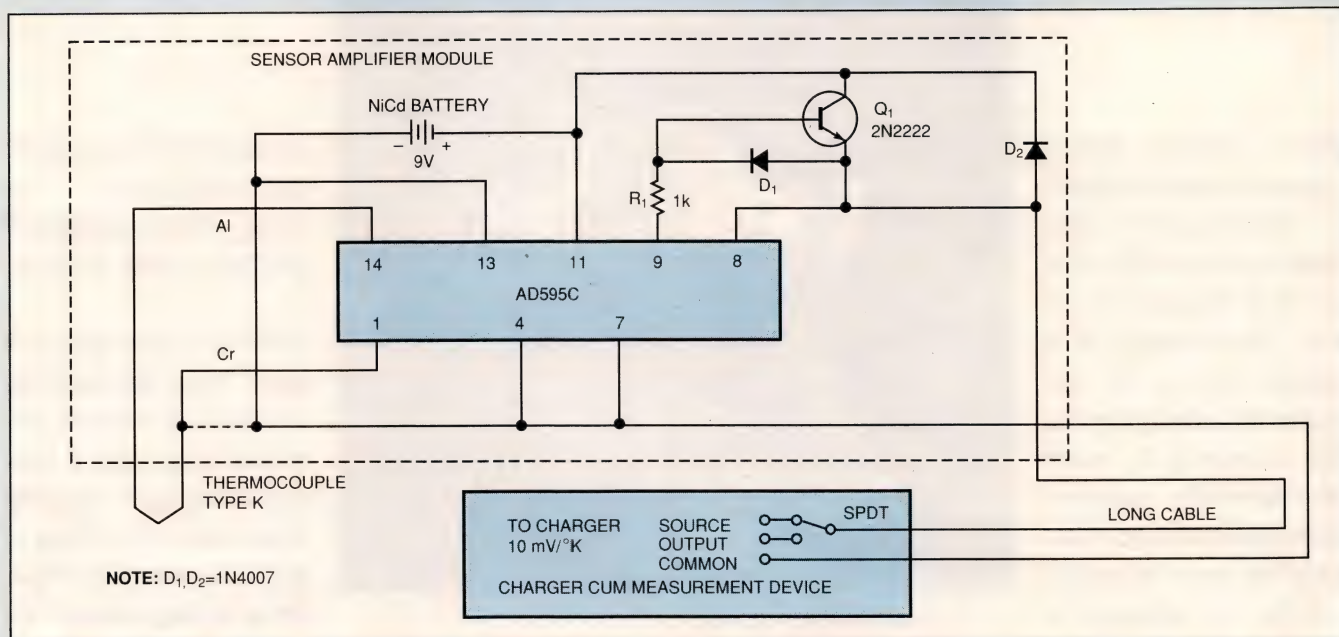 SENSOR AMPLIFIER MODULE
NiCd BATTERY
− +
9V
Q1
2N2222
D2
D1
R1 1k
Al
14 13 11 9 8
AD595C
1 4 7
Cr
THERMOCOUPLE
TYPE K
TO CHARGER SOURCE SPDT
10 mV/°K OUTPUT
COMMON
CHARGER CUM MEASUREMENT DEVICE
LONG CABLE
NOTE: D1,D2=1N4007